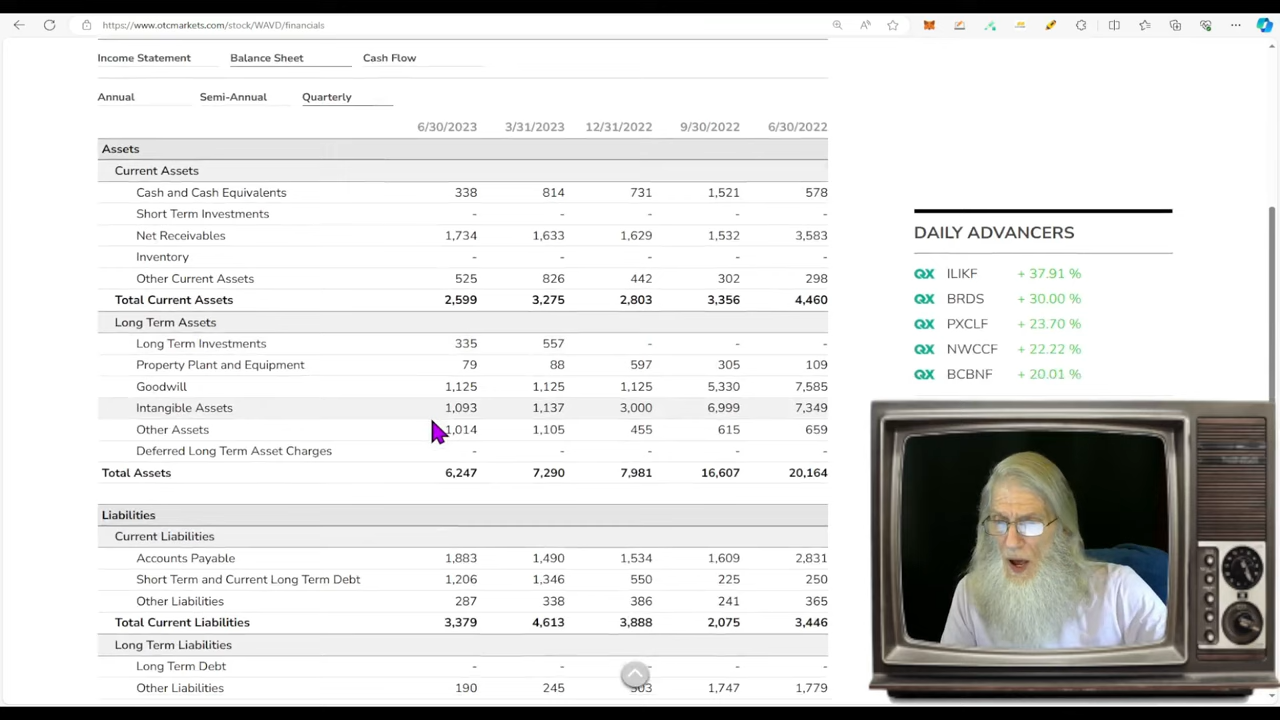 https://www.otcmarkets.com/stock/WAVD/financials
Income Statement Balance Sheet Cash Flow
Annual Semi-Annual Quarterly
6/30/2023 3/31/2023 12/31/2022 9/30/2022 6/30/2022
Assets
Current Assets
Cash and Cash Equivalents 338 814 731 1,521 578
Short Term Investments - - - - -
Net Receivables 1,734 1,633 1,629 1,532 3,583
Inventory - - - - -
Other Current Assets 525 826 442 302 298
Total Current Assets 2,599 3,275 2,803 3,356 4,460
Long Term Assets
Long Term Investments 335 557 - - -
Property Plant and Equipment 79 88 597 305 109
Goodwill 1,125 1,125 1,125 5,330 7,585
Intangible Assets 1,093 1,137 3,000 6,999 7,349
Other Assets 1,014 1,105 455 615 659
Deferred Long Term Asset Charges - - - - -
Total Assets 6,247 7,290 7,981 16,607 20,164
Liabilities
Current Liabilities
Accounts Payable 1,883 1,490 1,534 1,609 2,831
Short Term and Current Long Term Debt 1,206 1,346 550 225 250
Other Liabilities 287 338 386 241 365
Total Current Liabilities 3,379 4,613 3,888 2,075 3,446
Long Term Liabilities
Long Term Debt - - - - -
Other Liabilities 190 245 1,747 1,779
DAILY ADVANCERS
QX ILIKF + 37.91 %
QX BRDS + 30.00 %
QX PXCLF + 23.70 %
QX NWCCF + 22.22 %
QX BCBNF + 20.01 %